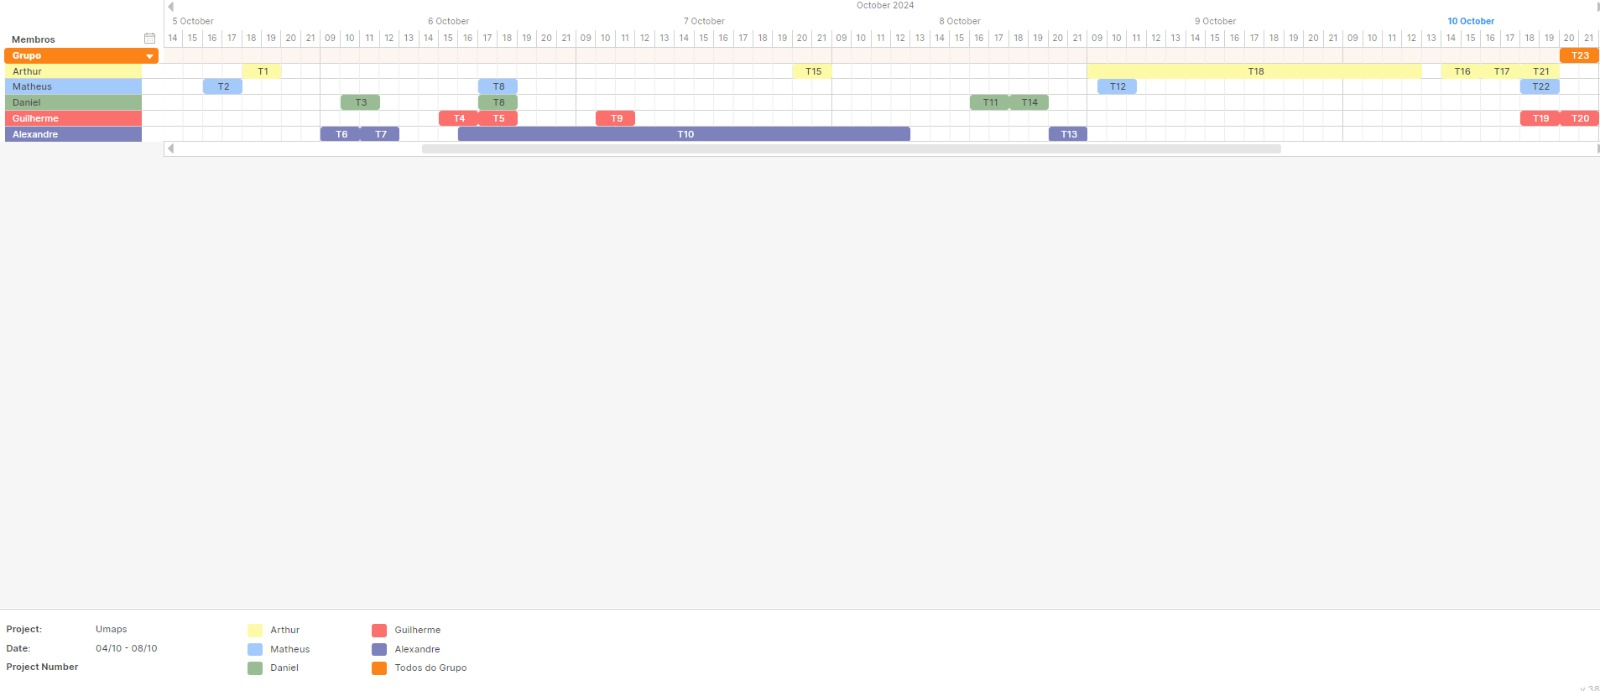 October 2024
5 October 6 October 7 October 8 October 9 October 10 October
Membros 14 15 16 17 18 19 20 21 09 10 11 12 13 14 15 16 17 18 19 20 21 09 10 11 12 13 14 15 16 17 18 19 20 21 09 10 11 12 13 14 15 16 17 18 19 20 21 09 10 11 12 13 14 15 16 17 18 19 20 21 09 10 11 12 13 14 15 16 17 18 19 20 21
Grupo T23
Arthur T1 T15 T18 T16 T17 T21
Matheus T2 T8 T12 T22
Daniel T3 T8 T11 T14
Guilherme T4 T5 T9 T19 T20
Alexandre T6 T7 T10 T13
Project: Umaps Arthur Guilherme
Date: 04/10 - 08/10 Matheus Alexandre
Project Number Daniel Todos do Grupo